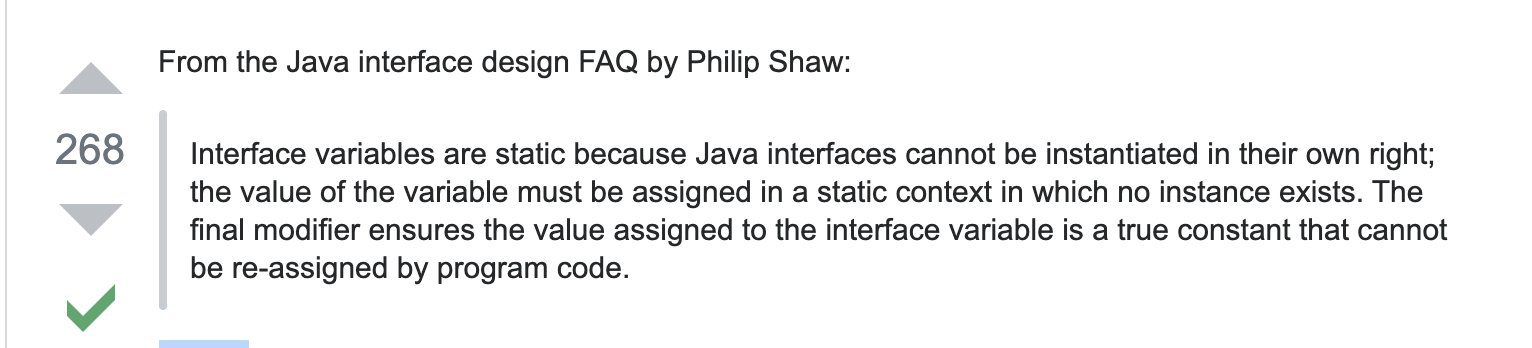 From the Java interface design FAQ by Philip Shaw:
268
Interface variables are static because Java interfaces cannot be instantiated in their own right;
the value of the variable must be assigned in a static context in which no instance exists. The
final modifier ensures the value assigned to the interface variable is a true constant that cannot
be re-assigned by program code.